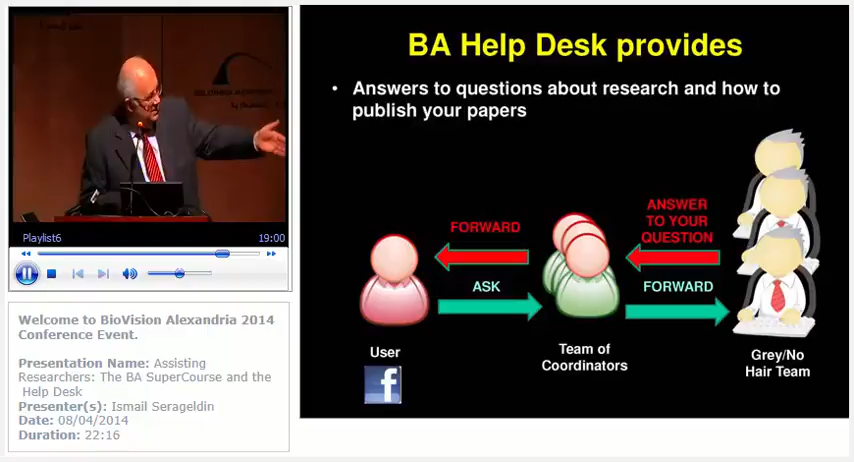 Playlist6
19:00
Welcome to BioVision Alexandria 2014
Conference Event.
Presentation Name: Assisting
Researchers: The BA SuperCourse and the
Help Desk
Presenter(s): Ismail Serageldin
Date: 08/04/2014
Duration: 22:16
BA Help Desk provides
• Answers to questions about research and how to
publish your papers
FORWARD
ASK
ANSWER
TO YOUR
QUESTION
FORWARD
User
f
Team of
Coordinators
Grey/No
Hair Team